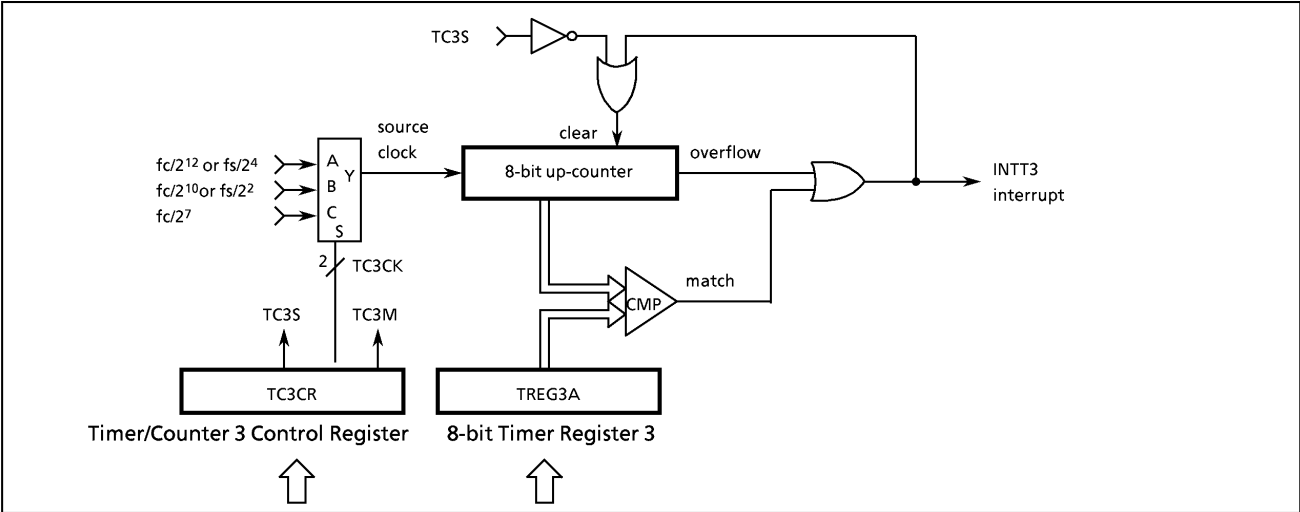 TC3S
source
clock
clear
fc/2¹² or fs/2⁴
fc/2¹⁰or fs/2²
fc/2⁷
A
B
C
Y
S
8-bit up-counter
overflow
INTT3
interrupt
2
TC3CK
CMP
match
TC3S
TC3M
TC3CR
TREG3A
Timer/Counter 3 Control Register
8-bit Timer Register 3